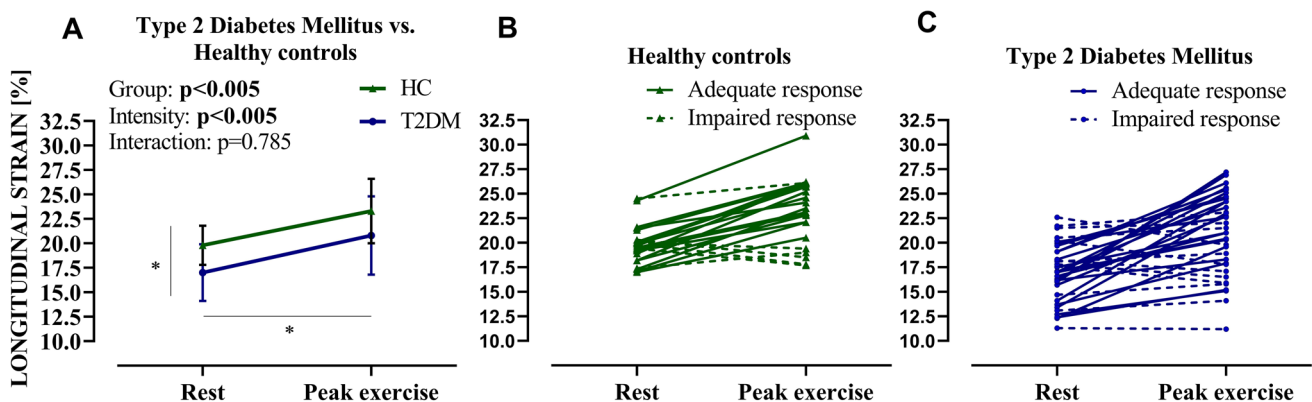 A
Type 2 Diabetes Mellitus vs.
Healthy controls
Group: p<0.005
Intensity: p<0.005
Interaction: p=0.785
HC
T2DM
LONGITUDINAL STRAIN [%]
32.5
30.0
27.5
25.0
22.5
20.0
17.5
15.0
12.5
10.0
*
*
Rest
Peak exercise
B
Healthy controls
Adequate response
Impaired response
32.5
30.0
27.5
25.0
22.5
20.0
17.5
15.0
12.5
10.0
Rest
Peak exercise
C
Type 2 Diabetes Mellitus
Adequate response
Impaired response
32.5
30.0
27.5
25.0
22.5
20.0
17.5
15.0
12.5
10.0
Rest
Peak exercise